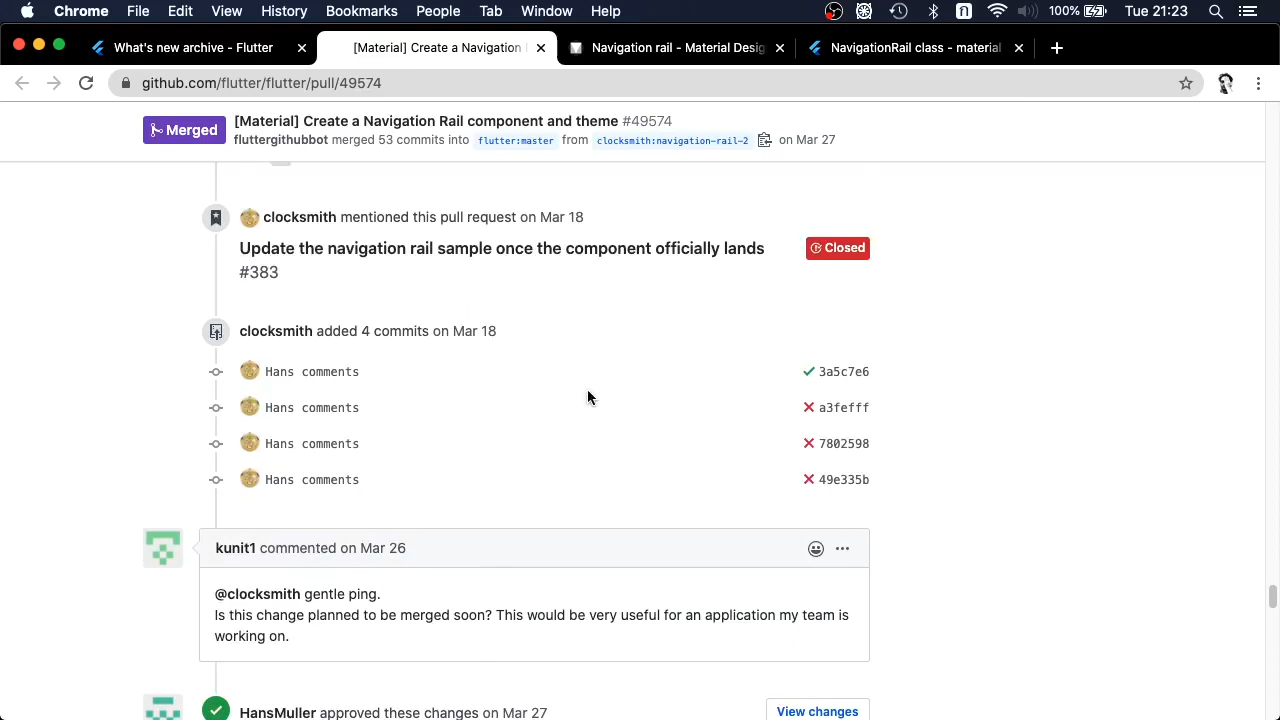 Chrome File Edit View History Bookmarks People Tab Window Help 100% Tue 21:23
What's new archive - Flutter [Material] Create a Navigation Navigation rail - Material Desig NavigationRail class - material
github.com/flutter/flutter/pull/49574
Merged [Material] Create a Navigation Rail component and theme #49574
fluttergithubbot merged 53 commits into flutter:master from clocksmith:navigation-rail-2 on Mar 27
clocksmith mentioned this pull request on Mar 18
Update the navigation rail sample once the component officially lands Closed
#383
clocksmith added 4 commits on Mar 18
Hans comments 3a5c7e6
Hans comments a3fefff
Hans comments 7802598
Hans comments 49e335b
kunit1 commented on Mar 26
@clocksmith gentle ping.
Is this change planned to be merged soon? This would be very useful for an application my team is
working on.
HansMuller approved these changes on Mar 27 View changes